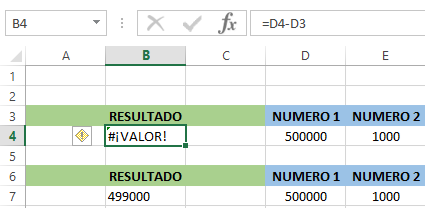 B4 fx =D4-D3
A B C D E
1
2
3 RESULTADO NUMERO 1 NUMERO 2
4 #¡VALOR! 500000 1000
5
6 RESULTADO NUMERO 1 NUMERO 2
7 499000 500000 1000